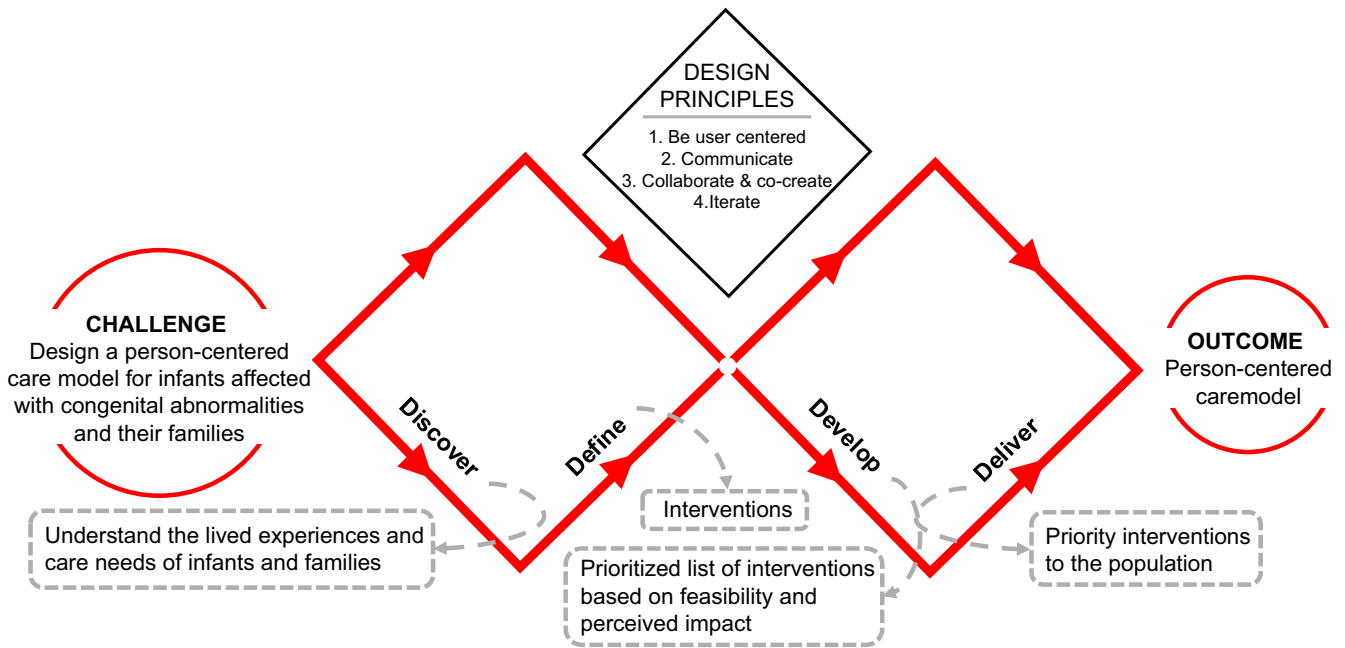 DESIGN
PRINCIPLES
1. Be user centered
2. Communicate
3. Collaborate & co-create
4.Iterate
CHALLENGE
Design a person-centered
care model for infants affected
with congenital abnormalities
and their families
OUTCOME
Person-centered
caremodel
Discover
Define
Develop
Deliver
Understand the lived experiences and
care needs of infants and families
Interventions
Prioritized list of interventions
based on feasibility and
perceived impact
Priority interventions
to the population